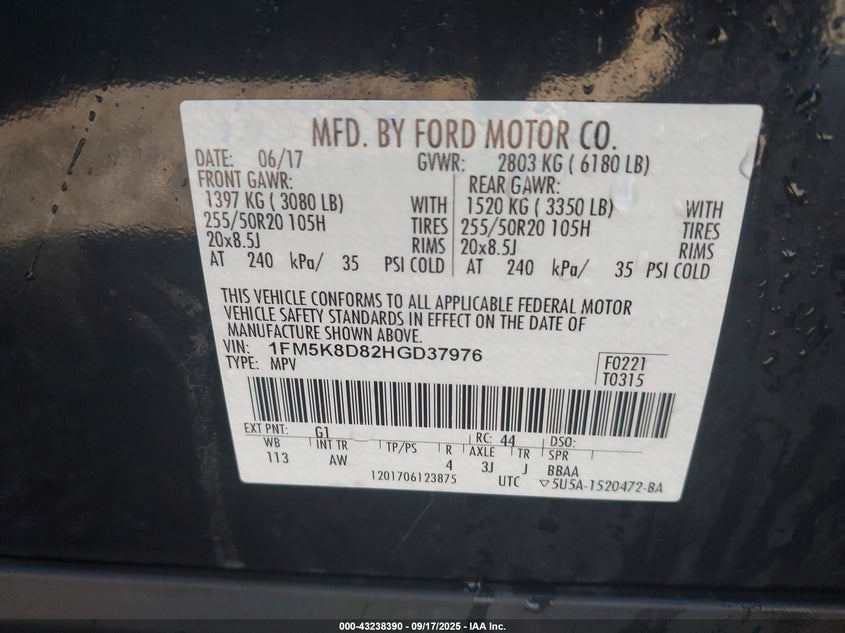 MFD. BY FORD MOTOR CO.
DATE: 06/17 GVWR: 2803 KG ( 6180 LB)
FRONT GAWR: REAR GAWR:
1397 KG ( 3080 LB) WITH 1520 KG ( 3350 LB) WITH
255/50R20 105H TIRES 255/50R20 105H TIRES
20x8.5J RIMS 20x8.5J RIMS
AT 240 kPa/ 35 PSI COLD AT 240 kPa/ 35 PSI COLD
THIS VEHICLE CONFORMS TO ALL APPLICABLE FEDERAL MOTOR
VEHICLE SAFETY STANDARDS IN EFFECT ON THE DATE OF
MANUFACTURE SHOWN ABOVE.
VIN: 1FM5K8D82HGD37976
TYPE: MPV
F0221
T0315
EXT PNT: G1 RC: 44 DSO:
WB INT TR TP/PS R AXLE TR SPR
113 AW 4 3J J BBAA
1201706123875 UTC ▽5U5A-1520472-BA
000-43238390 - 09/17/2025 - IAA Inc.